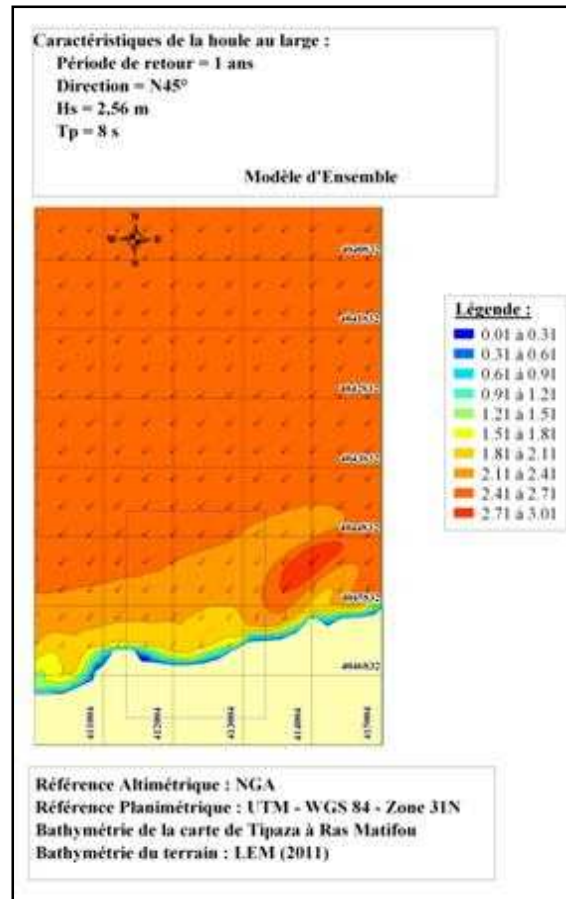 Caractéristiques de la houle au large :
Période de retour = 1 ans
Direction = N45°
Hs = 2.56 m
Tp = 8 s
Modèle d'Ensemble
N
Légende :
0.01 à 0.31
0.31 à 0.61
0.61 à 0.91
0.91 à 1.21
1.21 à 1.51
1.51 à 1.81
1.81 à 2.11
2.11 à 2.41
2.41 à 2.71
2.71 à 3.01
Référence Altimétrique : NGA
Référence Planimétrique : UTM - WGS 84 - Zone 31N
Bathymétrie de la carte de Tipaza à Ras Matifou
Bathymétrie du terrain : LEM (2011)